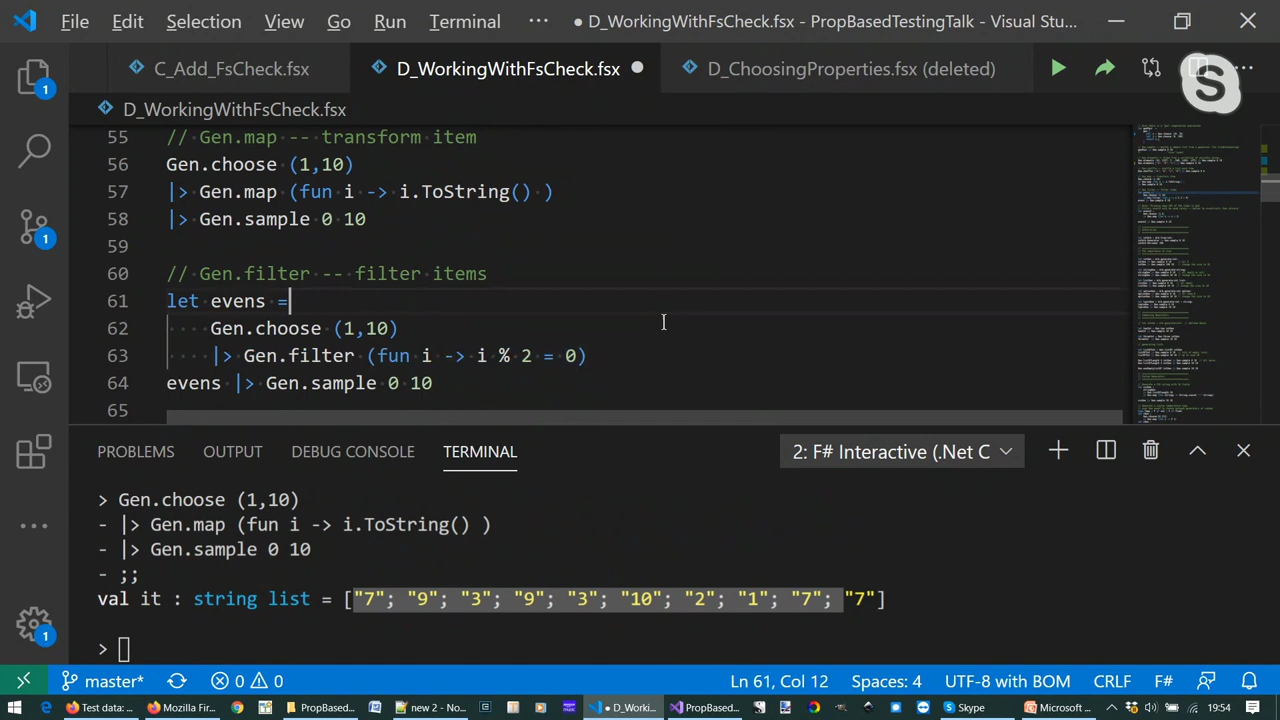 File Edit Selection View Go Run Terminal ··· ● D_WorkingWithFsCheck.fsx - PropBasedTestingTalk - Visual Stu...
C_Add_FsCheck.fsx D_WorkingWithFsCheck.fsx ● D_ChoosingProperties.fsx (deleted)
D_WorkingWithFsCheck.fsx
55 // Gen.map -- transform item
56 Gen.choose (1,10)
57 |> Gen.map (fun i -> i.ToString() )
58 |> Gen.sample 0 10
59
60 // Gen.filter -- filter items
61 let evens =
62 Gen.choose (1,10)
63 |> Gen.filter (fun i -> i % 2 = 0)
64 evens |> Gen.sample 0 10
65
PROBLEMS OUTPUT DEBUG CONSOLE TERMINAL 2: F# Interactive (.Net C
> Gen.choose (1,10)
- |> Gen.map (fun i -> i.ToString() )
- |> Gen.sample 0 10
- ;;
val it : string list = ["7"; "9"; "3"; "9"; "3"; "10"; "2"; "1"; "7"; "7"]
>
master* 0 0 Ln 61, Col 12 Spaces: 4 UTF-8 with BOM CRLF F#
Test data: ... Mozilla Fir... PropBased... new 2 - No... D_Worki... PropBased... Skype Microsoft ... 19:54